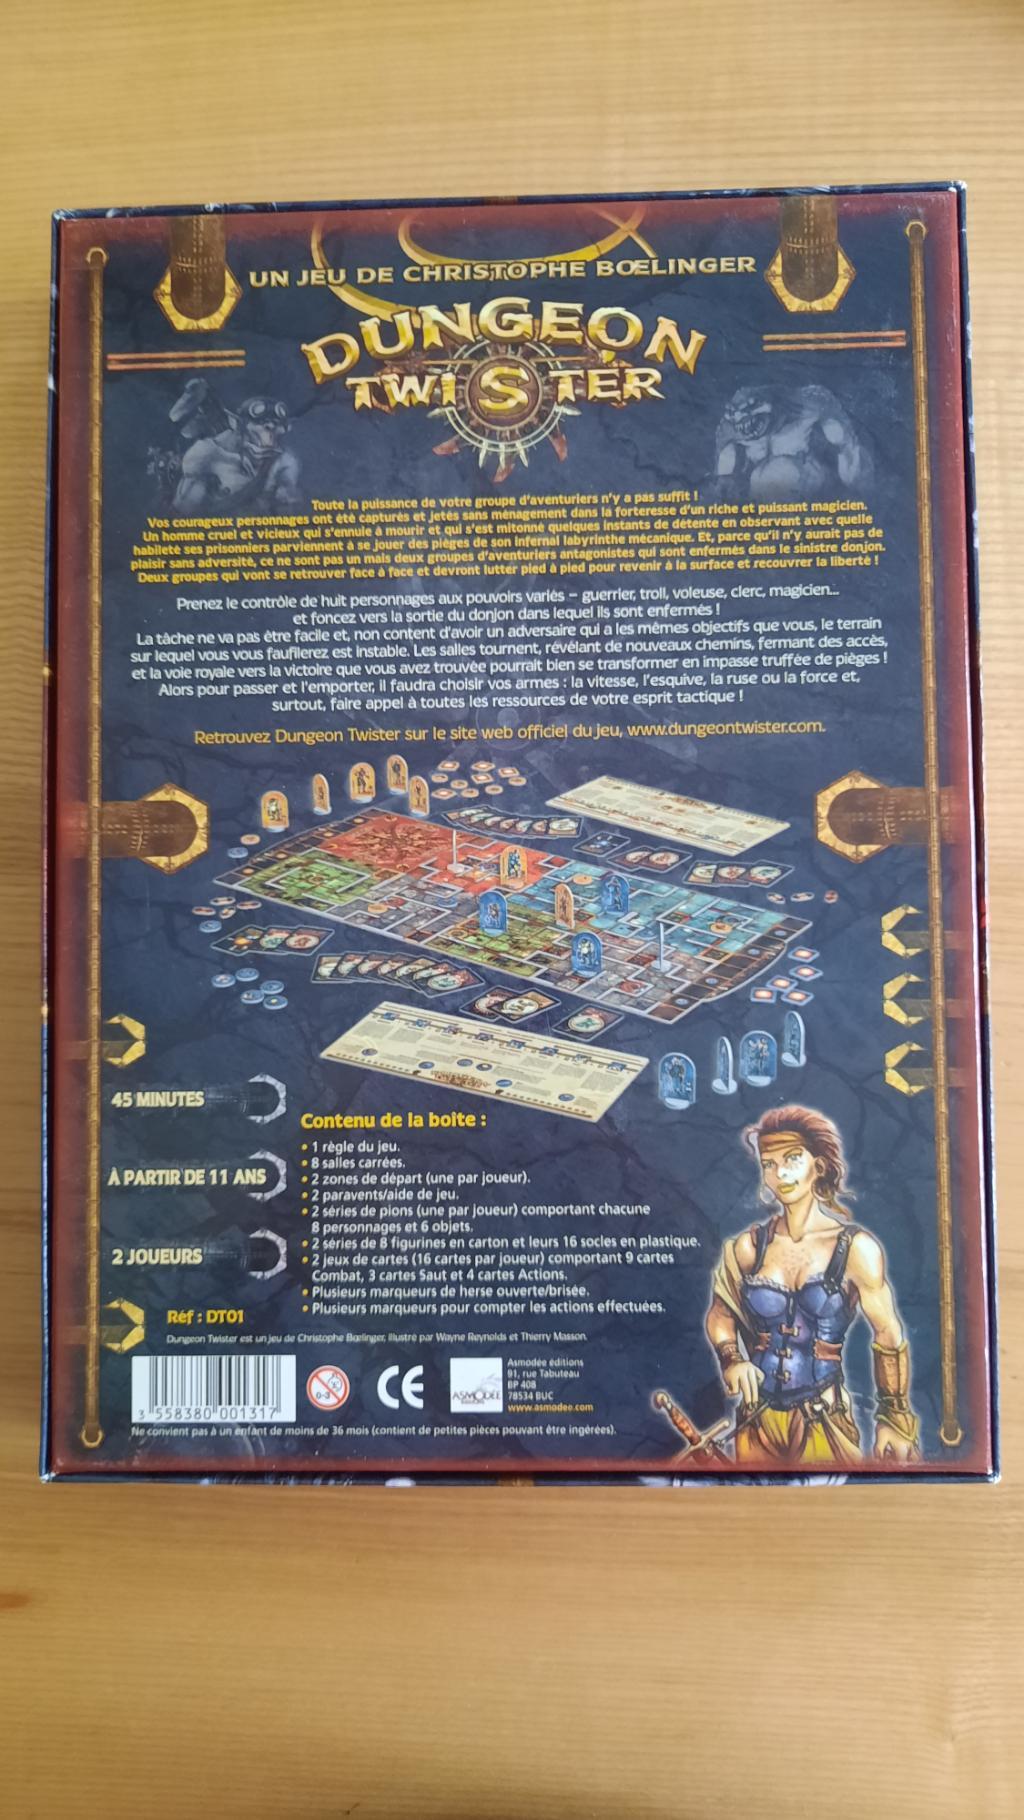 UN JEU DE CHRISTOPHE BŒLINGER
DUNGEON
TWISTER
Toute la puissance de votre groupe d'aventuriers n'y a pas suffit !
Vos courageux personnages ont été capturés et jetés sans ménagement dans la forteresse d'un riche et puissant magicien.
Un homme cruel et vicieux qui s'ennuie à mourir et qui s'est mitonné quelques instants de détente en observant avec quelle
habileté ses prisonniers parviennent à se jouer des pièges de son infernal labyrinthe mécanique. Et, parce qu'il n'y aurait pas de
plaisir sans adversité, ce ne sont pas un mais deux groupes d'aventuriers antagonistes qui sont enfermés dans le sinistre donjon.
Deux groupes qui vont se retrouver face à face et devront lutter pied à pied pour revenir à la surface et recouvrer la liberté !
Prenez le contrôle de huit personnages aux pouvoirs variés – guerrier, troll, voleuse, clerc, magicien...
et foncez vers la sortie du donjon dans lequel ils sont enfermés !
La tâche ne va pas être facile et, non content d'avoir un adversaire qui a les mêmes objectifs que vous, le terrain
sur lequel vous vous faufilerez est instable. Les salles tournent, révélant de nouveaux chemins, fermant des accès,
et la voie royale vers la victoire que vous avez trouvée pourrait bien se transformer en impasse truffée de pièges !
Alors pour passer et l'emporter, il faudra choisir vos armes : la vitesse, l'esquive, la ruse ou la force et,
surtout, faire appel à toutes les ressources de votre esprit tactique !
Retrouvez Dungeon Twister sur le site web officiel du jeu, www.dungeontwister.com.
45 MINUTES
À PARTIR DE 11 ANS
2 JOUEURS
Contenu de la boîte :
• 1 règle du jeu.
• 8 salles carrées.
• 2 zones de départ (une par joueur).
• 2 paravents/aide de jeu.
• 2 séries de pions (une par joueur) comportant chacune
8 personnages et 6 objets.
• 2 séries de 8 figurines en carton et leurs 16 socles en plastique.
• 2 jeux de cartes (16 cartes par joueur) comportant 9 cartes
Combat, 3 cartes Saut et 4 cartes Actions.
• Plusieurs marqueurs de herse ouverte/brisée.
• Plusieurs marqueurs pour compter les actions effectuées.
Réf : DT01
Dungeon Twister est un jeu de Christophe Bœlinger, illustré par Wayne Reynolds et Thierry Masson.
3 558380 001317
0-3
CE
ASMODÉE
Asmodée éditions
91, rue Tabuteau
BP 408
78534 BUC
www.asmodee.com
Ne convient pas à un enfant de moins de 36 mois (contient de petites pièces pouvant être ingérées).